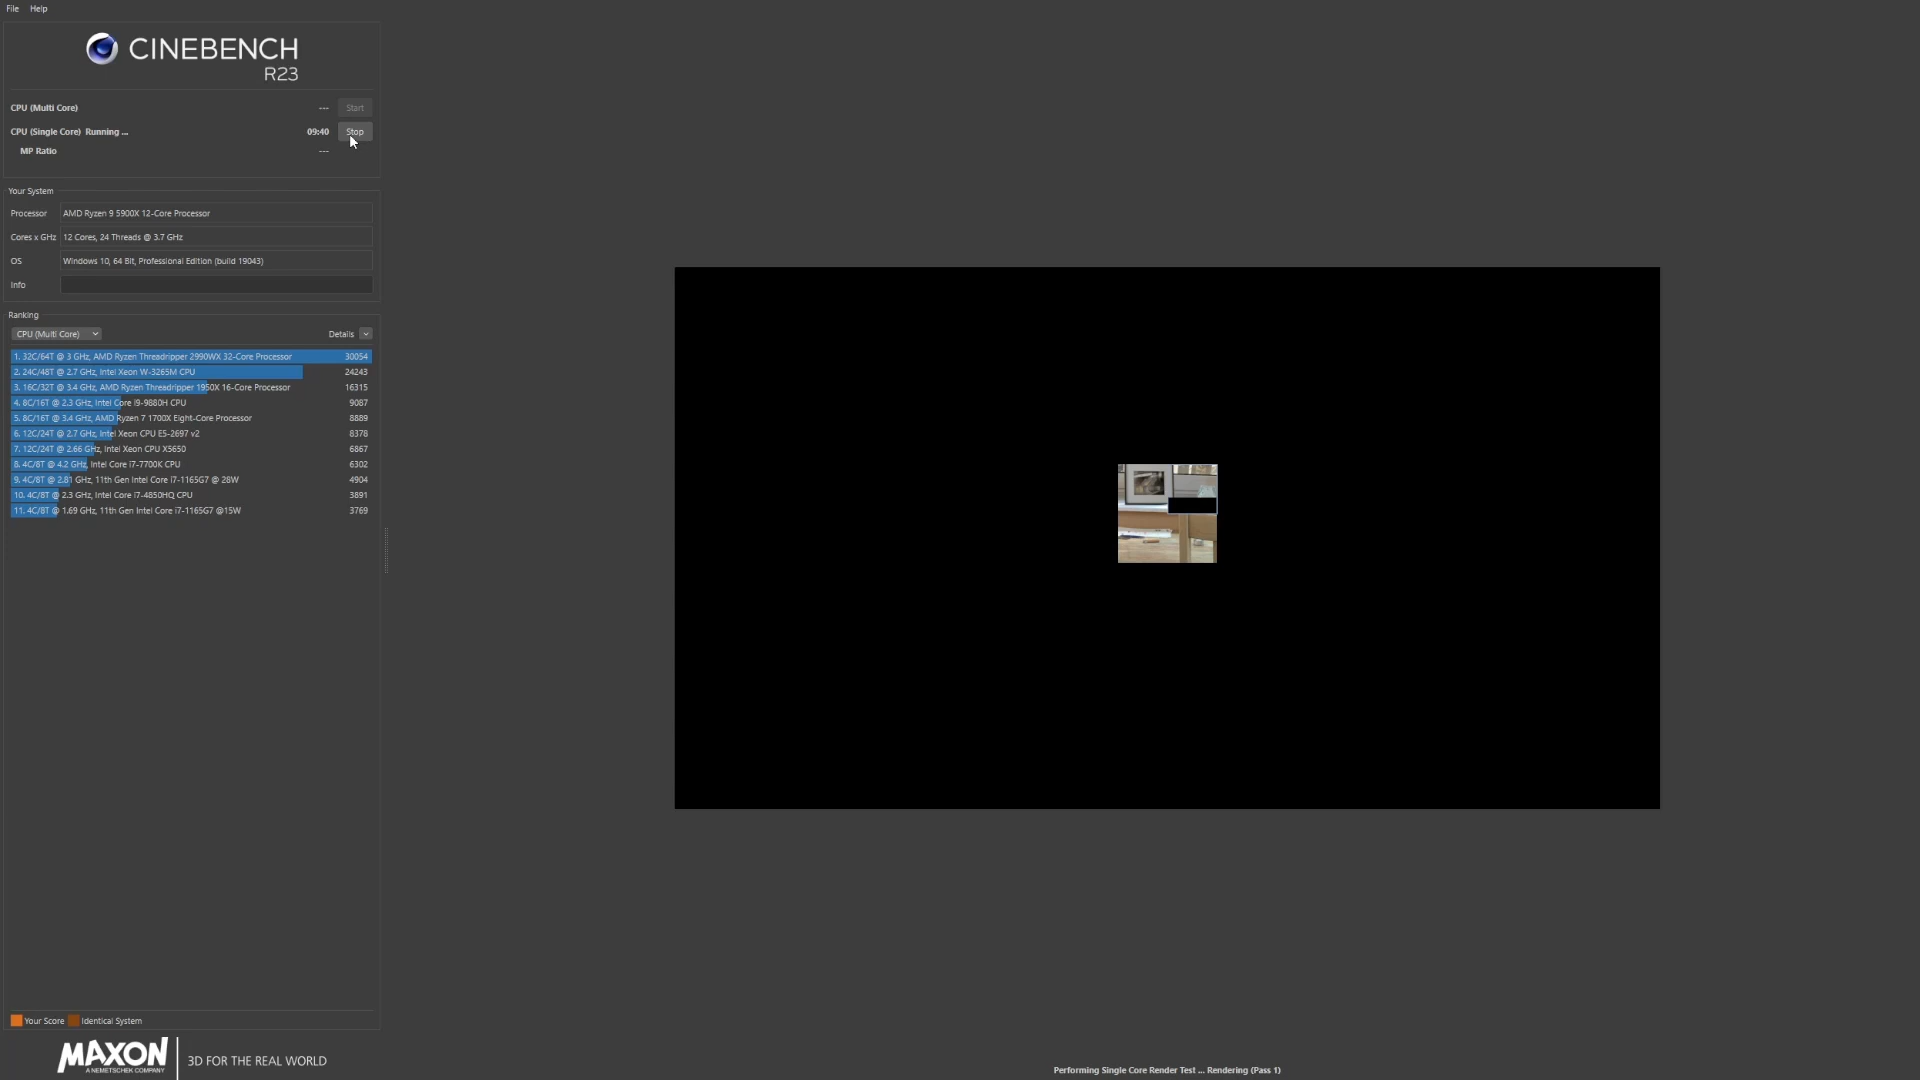 File Help
CINEBENCH
R23
CPU (Multi Core) --- Start
CPU (Single Core) Running ... 09:40 Stop
MP Ratio ---
Your System
Processor AMD Ryzen 9 5900X 12-Core Processor
Cores x GHz 12 Cores, 24 Threads @ 3.7 GHz
OS Windows 10, 64 Bit, Professional Edition (build 19043)
Info
Ranking
CPU (Multi Core) Details
1. 32C/64T @ 3 GHz, AMD Ryzen Threadripper 2990WX 32-Core Processor 30054
2. 24C/48T @ 2.7 GHz, Intel Xeon W-3265M CPU 24243
3. 16C/32T @ 3.4 GHz, AMD Ryzen Threadripper 1950X 16-Core Processor 16315
4. 8C/16T @ 2.3 GHz, Intel Core i9-9880H CPU 9087
5. 8C/16T @ 3.4 GHz, AMD Ryzen 7 1700X Eight-Core Processor 8889
6. 12C/24T @ 2.7 GHz, Intel Xeon CPU E5-2697 v2 8378
7. 12C/24T @ 2.66 GHz, Intel Xeon CPU X5650 6867
8. 4C/8T @ 4.2 GHz, Intel Core i7-7700K CPU 6302
9. 4C/8T @ 2.81 GHz, 11th Gen Intel Core i7-1165G7 @ 28W 4904
10. 4C/8T @ 2.3 GHz, Intel Core i7-4850HQ CPU 3891
11. 4C/8T @ 1.69 GHz, 11th Gen Intel Core i7-1165G7 @15W 3769
Your Score Identical System
MAXON 3D FOR THE REAL WORLD
A NEMETSCHEK COMPANY
Performing Single Core Render Test ... Rendering (Pass 1)